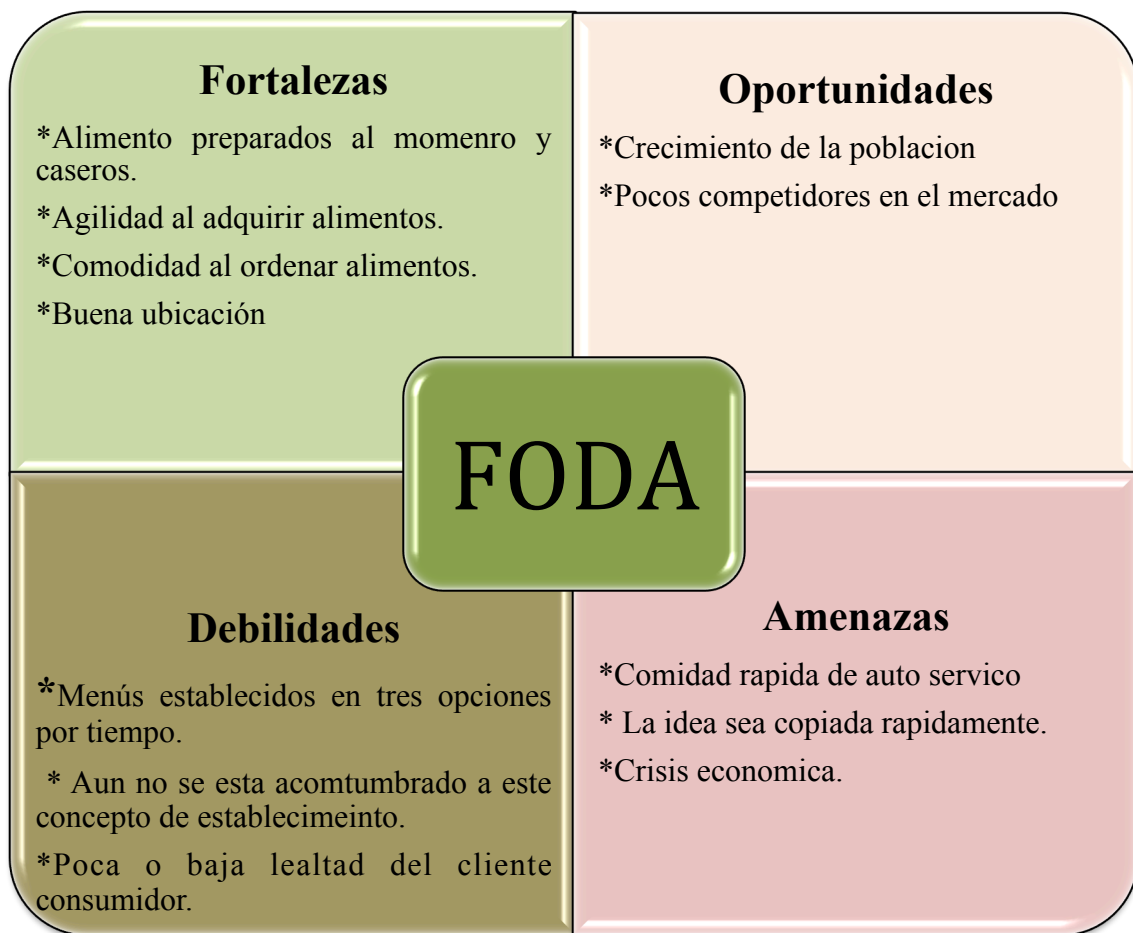 Fortalezas
*Alimento preparados al momenro y
caseros.
*Agilidad al adquirir alimentos.
*Comodidad al ordenar alimentos.
*Buena ubicación
Oportunidades
*Crecimiento de la poblacion
*Pocos competidores en el mercado
FODA
Debilidades
*Menús establecidos en tres opciones
por tiempo.
* Aun no se esta acomtumbrado a este
concepto de establecimeinto.
*Poca o baja lealtad del cliente
consumidor.
Amenazas
*Comidad rapida de auto servico
* La idea sea copiada rapidamente.
*Crisis economica.